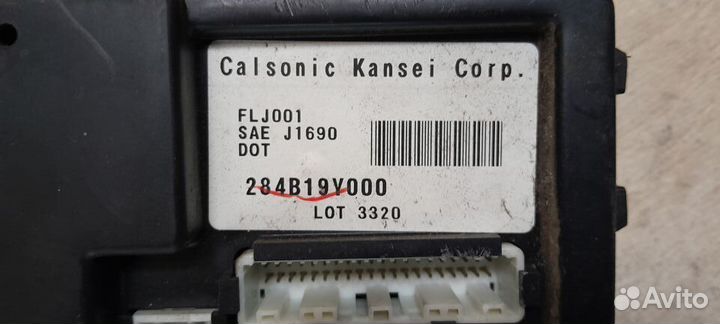 Calsonic Kansei Corp.
FLJ001
SAE J1690
DOT
284B19Y000
LOT 3320
Avito